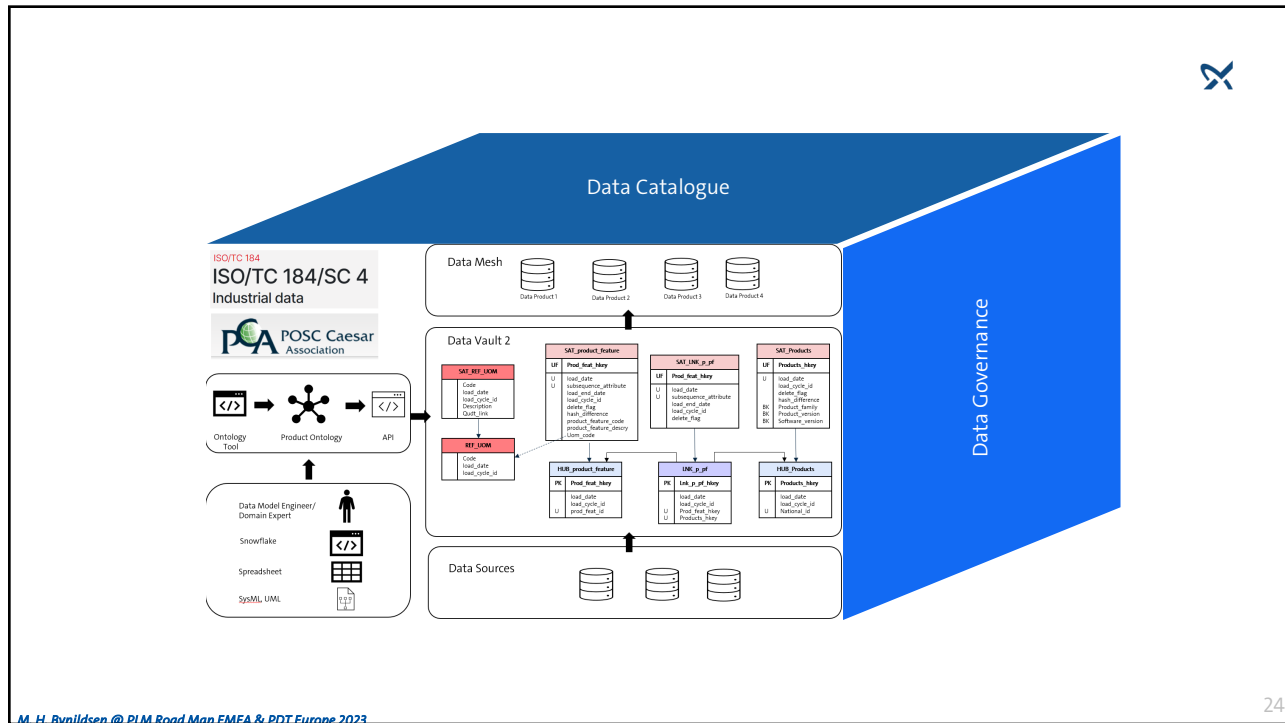 Data Catalogue
Data Governance
ISO/TC 184
ISO/TC 184/SC 4
Industrial data
PCA POSC Caesar
Association
Ontology
Tool
Product Ontology
API
Data Model Engineer/
Domain Expert
Snowflake
Spreadsheet
SysML, UML
Data Mesh
Data Product 1
Data Product 2
Data Product 3
Data Product 4
Data Vault 2
SAT_REF_UOM
Code
load_date
load_cycle_id
Description
Qudt_link
REF_UOM
Code
load_date
load_cycle_id
SAT_product_feature
UF Prod_feat_hkey
U load_date
U subsequence_attribute
load_end_date
load_cycle_id
delete_flag
hash_difference
product_feature_code
product_feature_descry
Uom_code
SAT_LNK_p_pf
UF Prod_feat_hkey
U load_date
U subsequence_attribute
load_end_date
load_cycle_id
delete_flag
SAT_Products
UF Products_hkey
U load_date
load_cycle_id
delete_flag
hash_difference
BK Product_family
BK Product_version
BK Software_version
HUB_product_feature
PK Prod_feat_hkey
load_date
load_cycle_id
U prod_feat_id
LNK_p_pf
PK Lnk_p_pf_hkey
load_date
load_cycle_id
U Prod_feat_hkey
U Products_hkey
HUB_Products
PK Products_hkey
load_date
load_cycle_id
U National_id
Data Sources
M. H. Bynildsen @ PLM Road Map EMEA & PDT Europe 2023
24